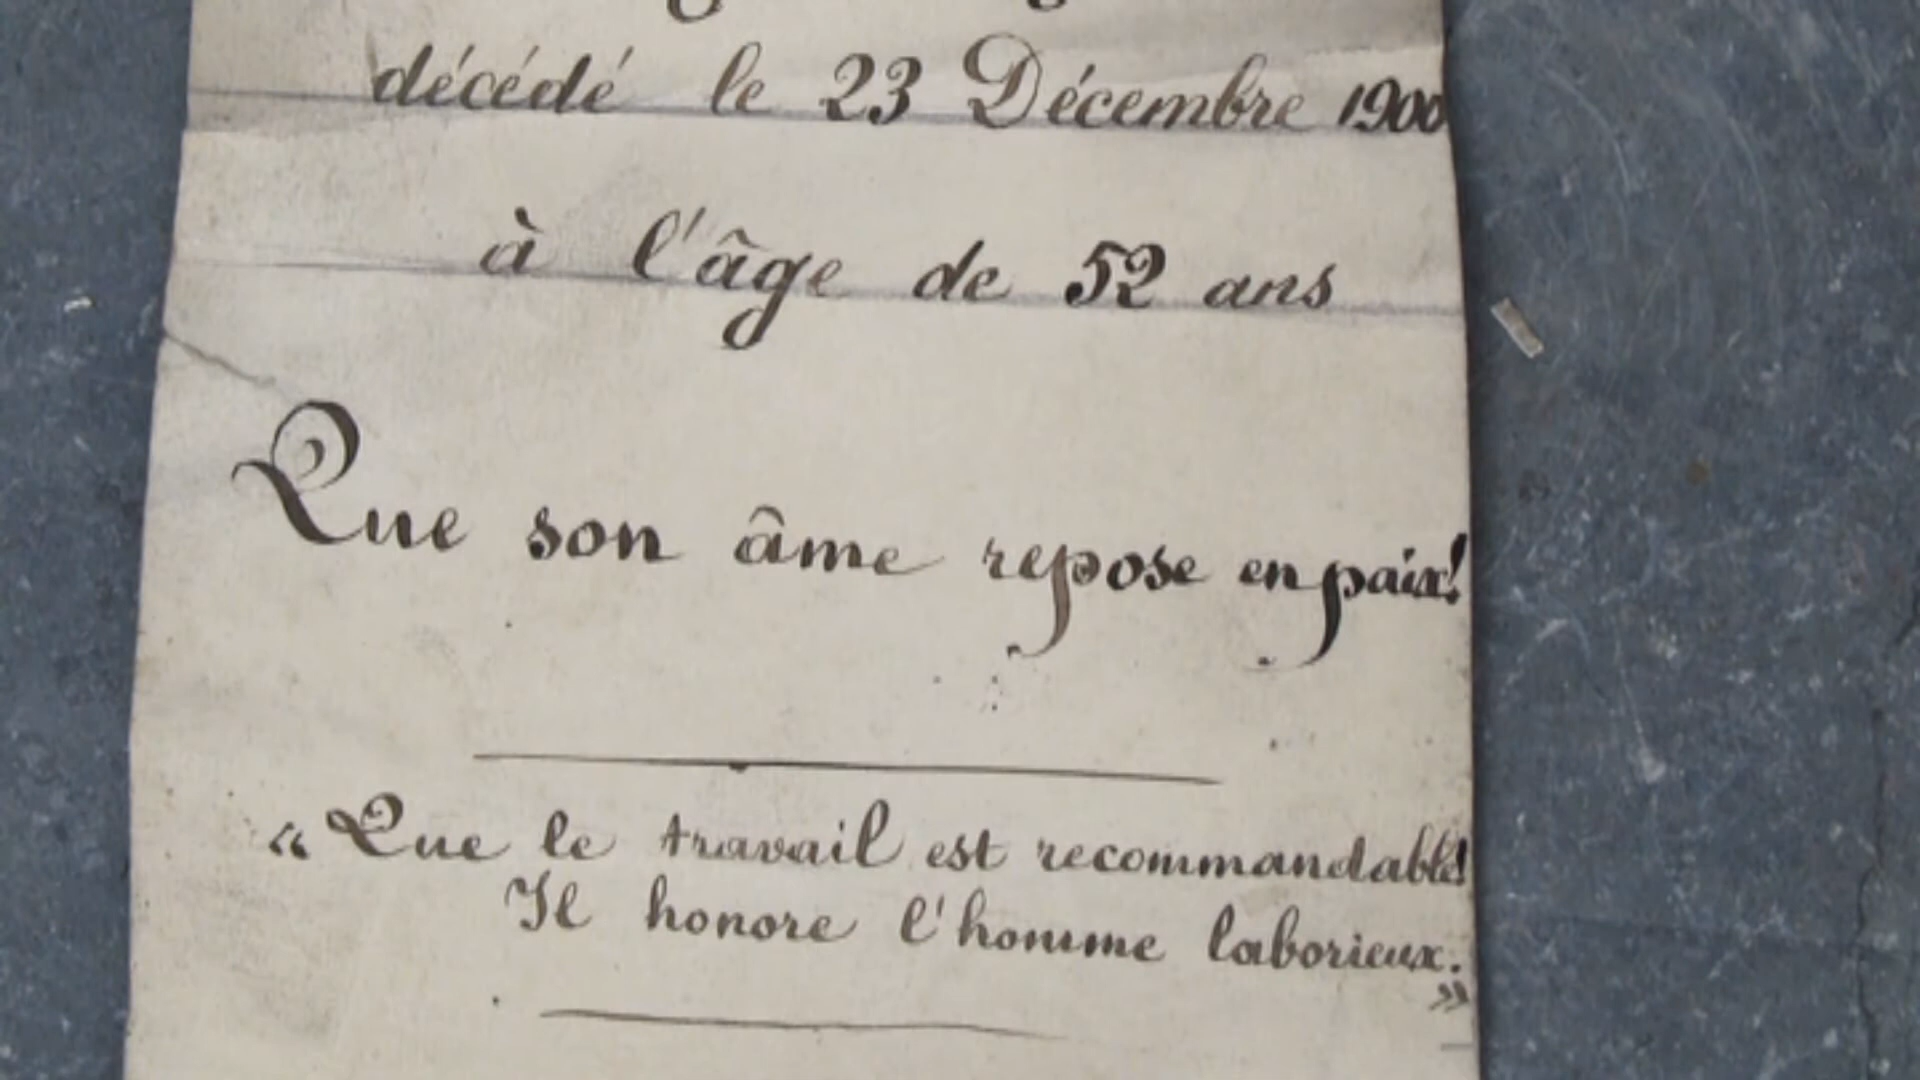 décédé le 23 Décembre 1900
à l'âge de 52 ans
Que son âme repose en paix!
« Que le travail est recommandable!
Il honore l'homme laborieux.
»